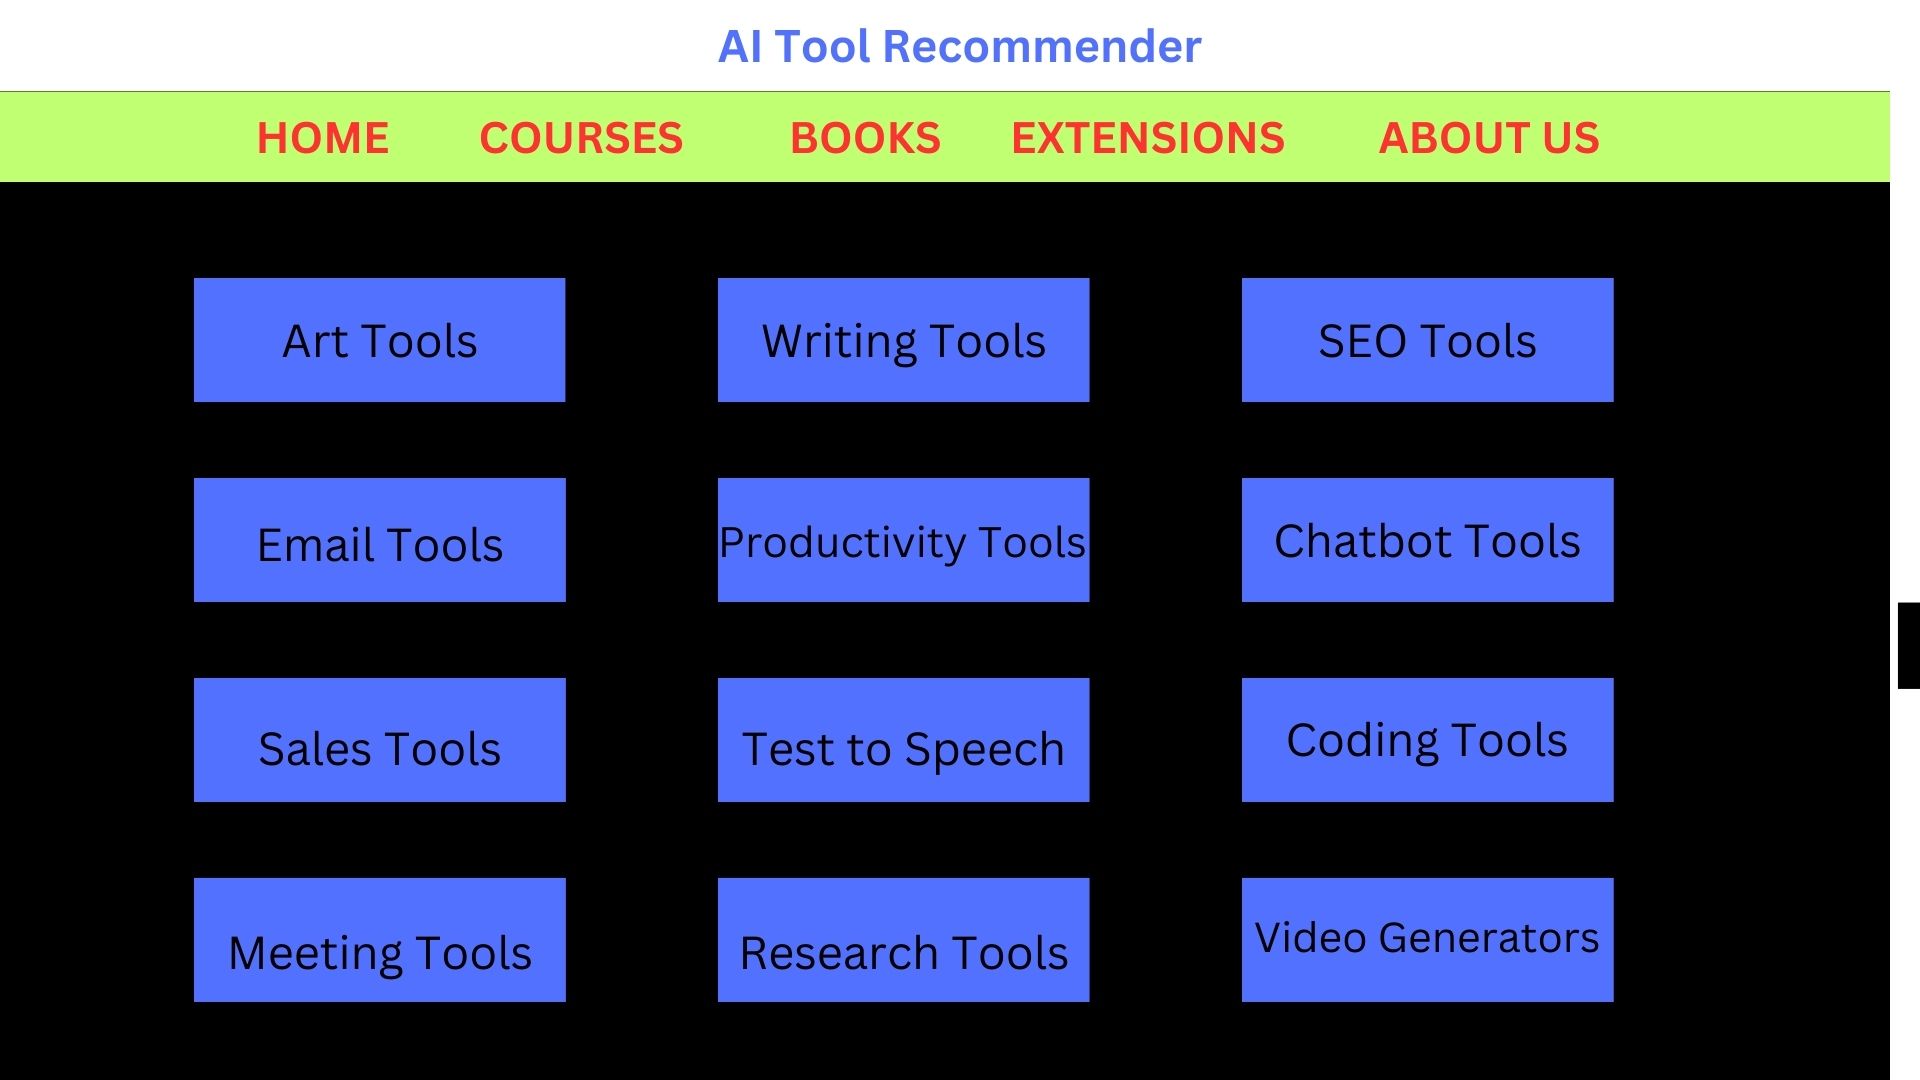 AI Tool Recommender
HOME COURSES BOOKS EXTENSIONS ABOUT US
Art Tools
Writing Tools
SEO Tools
Email Tools
Productivity Tools
Chatbot Tools
Sales Tools
Test to Speech
Coding Tools
Meeting Tools
Research Tools
Video Generators